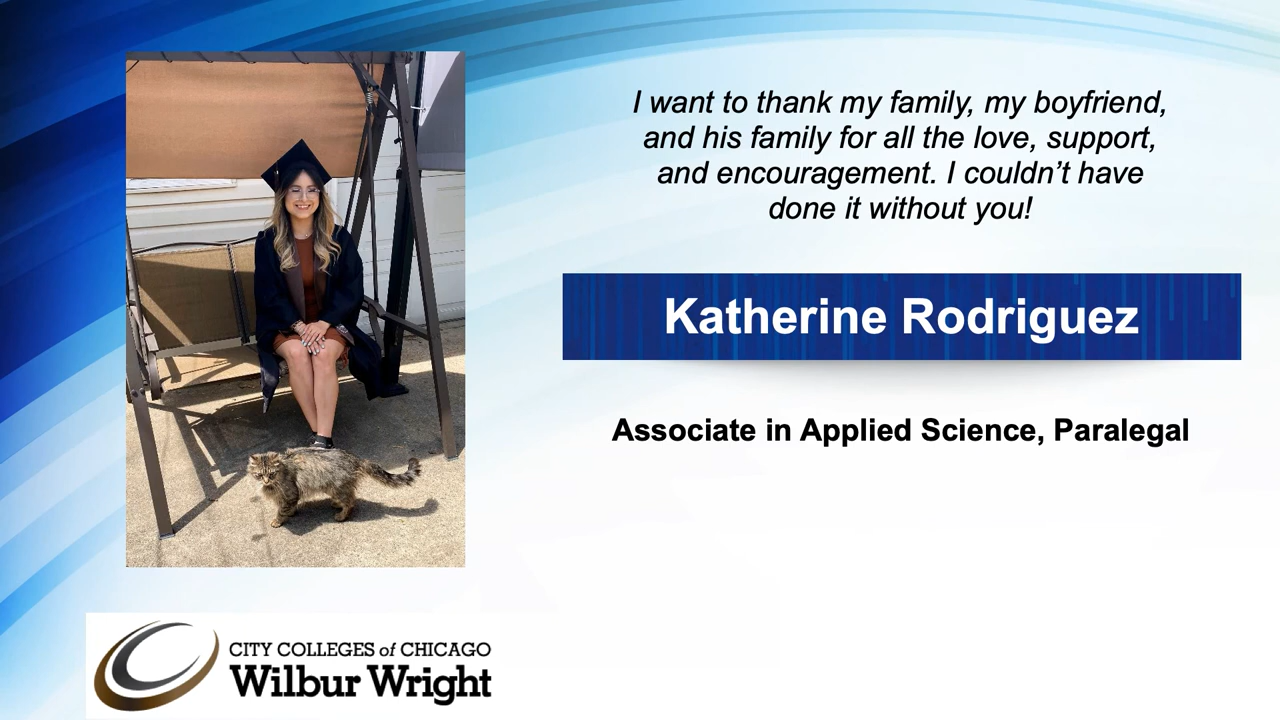 I want to thank my family, my boyfriend,
and his family for all the love, support,
and encouragement. I couldn’t have
done it without you!
Katherine Rodriguez
Associate in Applied Science, Paralegal
CITY COLLEGES of CHICAGO
Wilbur Wright